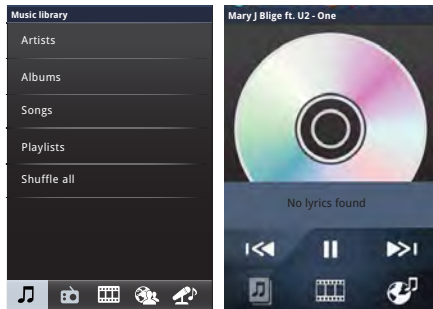 Music library
Artists
Albums
Songs
Playlists
Shuffle all
Mary J Blige ft. U2 - One
No lyrics found